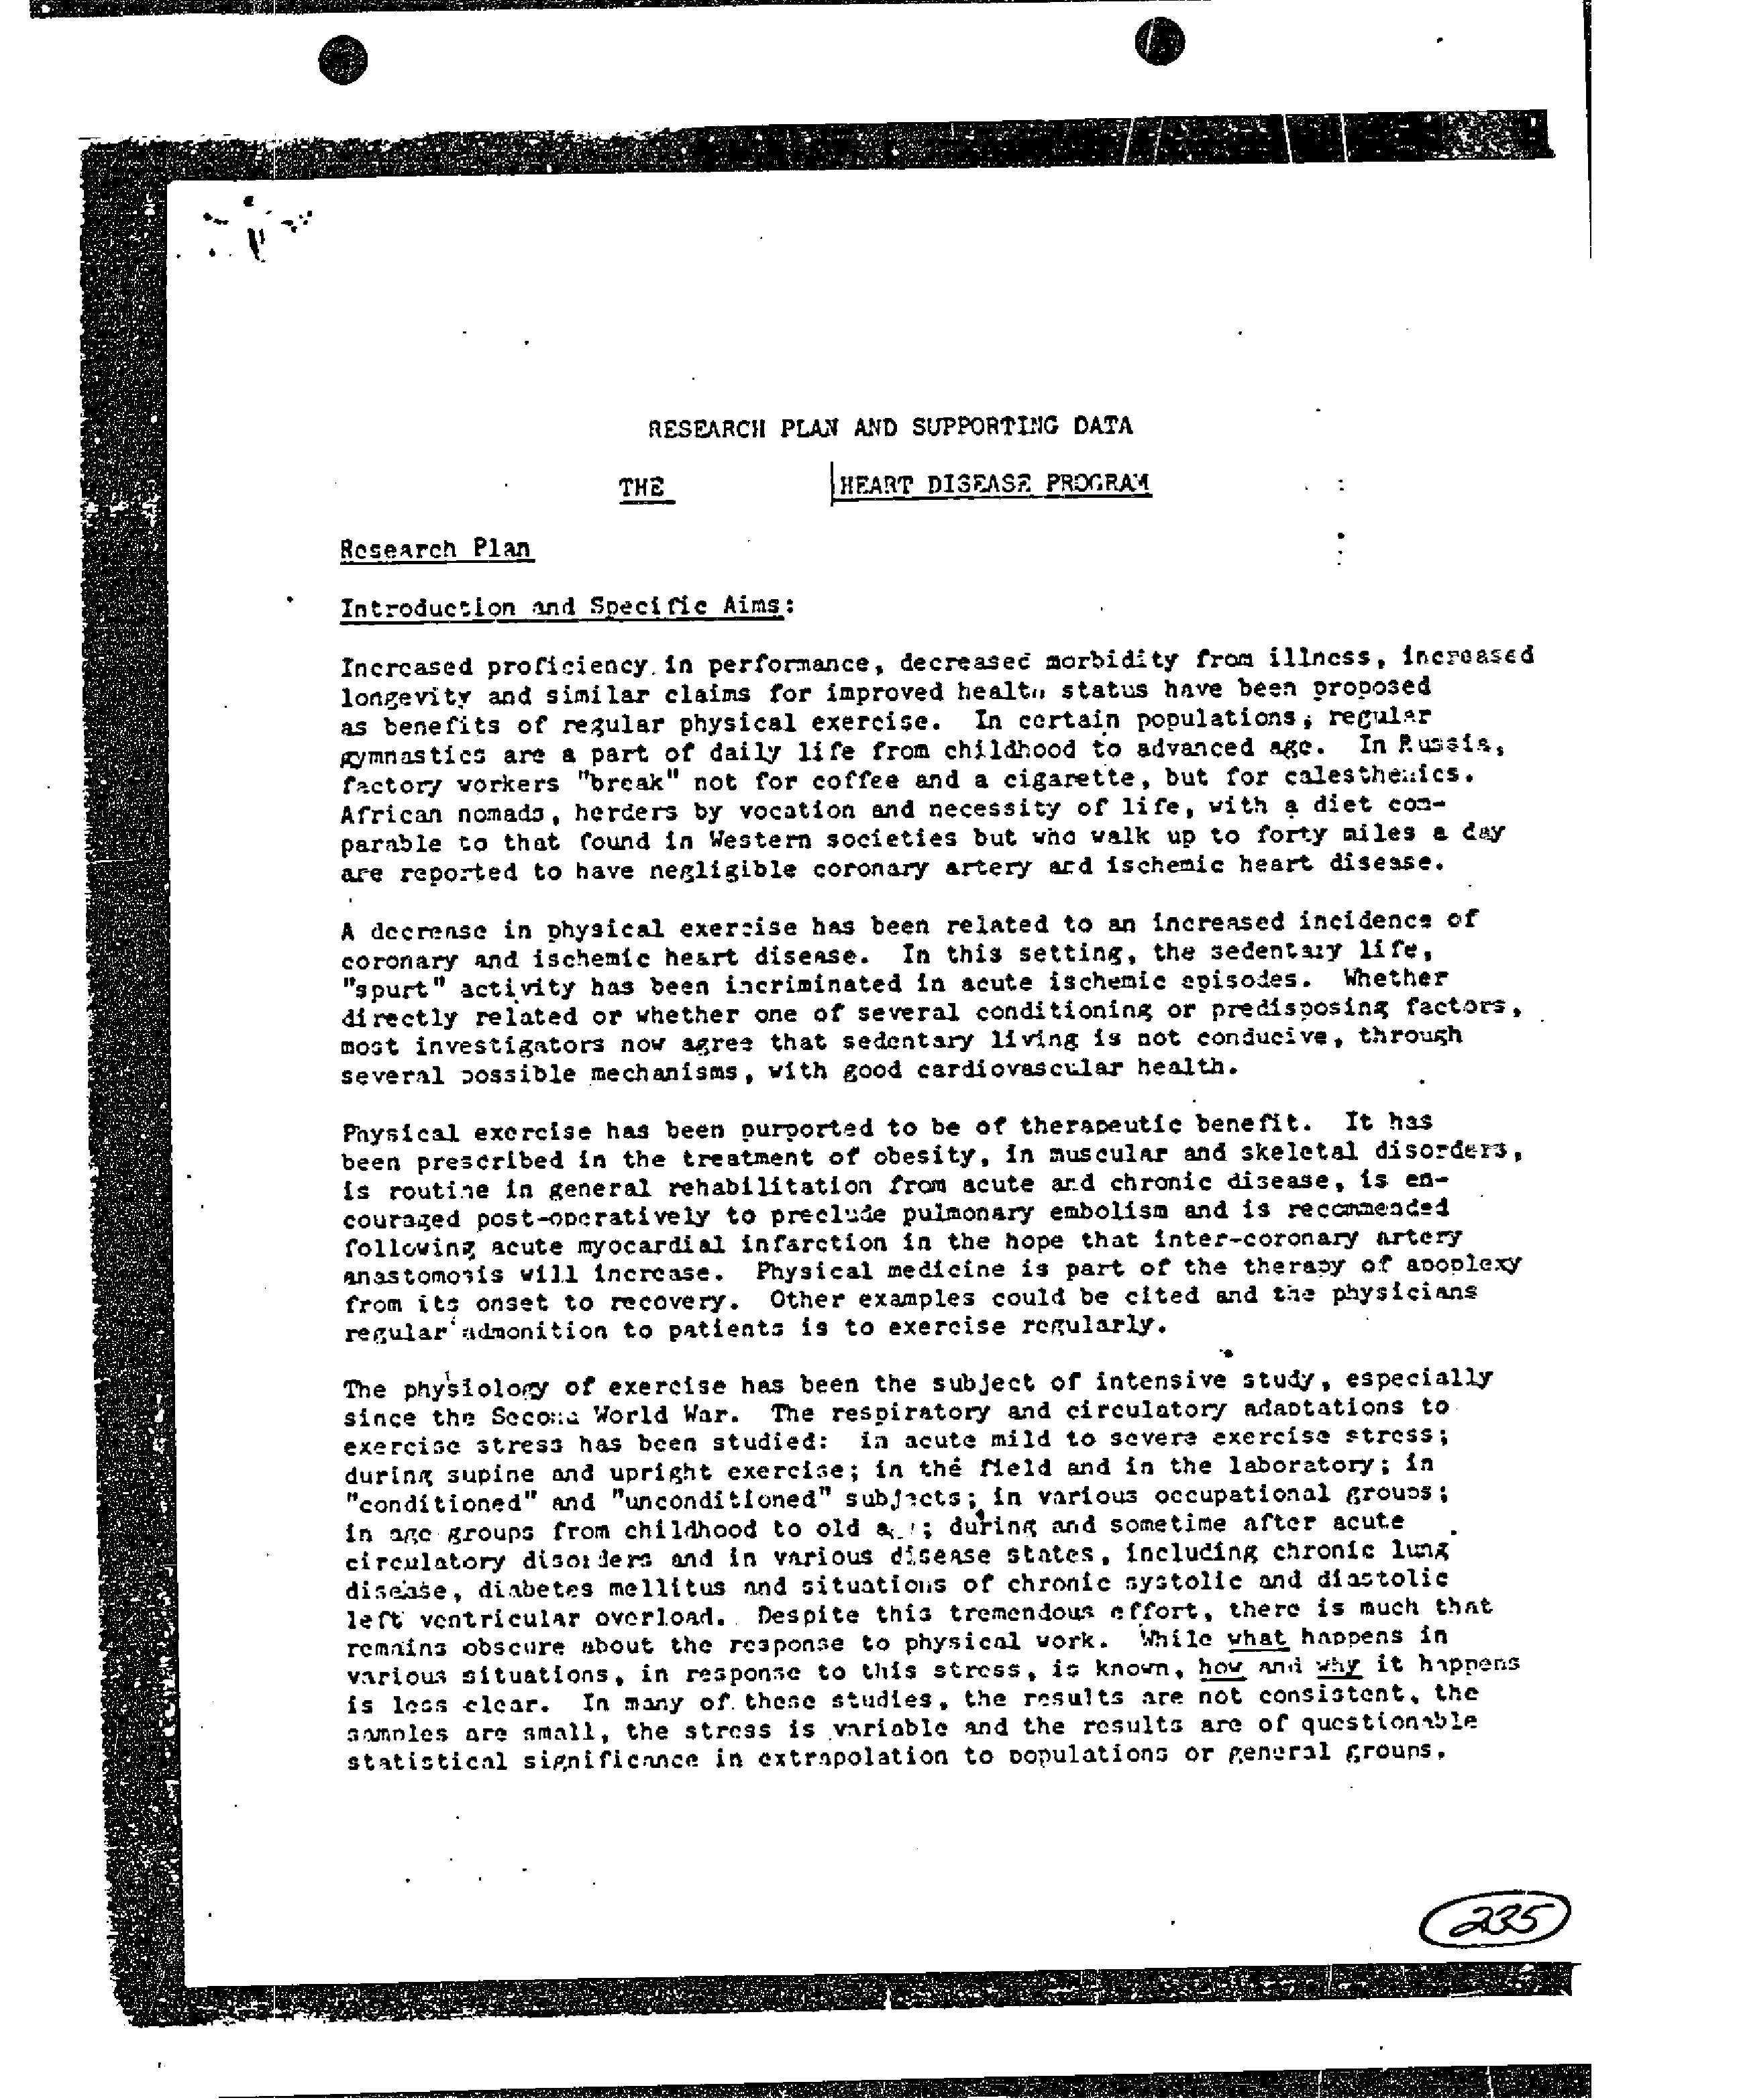 RESEARCH PLAN AND SUPPORTING DATA
THE HEART DISEASE PROGRAM
Research Plan
Introduction and Specific Aims:
Increased proficiency in performance, decreased morbidity from illness, increased
longevity and similar claims for improved health status have been proposed
as benefits of regular physical exercise. In certain populations, regular
gymnastics are a part of daily life from childhood to advanced age. In Russia,
factory workers "break" not for coffee and a cigarette, but for calesthenics.
African nomads, herders by vocation and necessity of life, with a diet com-
parable to that found in Western societies but who walk up to forty miles a day
are reported to have negligible coronary artery and ischemic heart disease.
A decrease in physical exercise has been related to an increased incidence of
coronary and ischemic heart disease. In this setting, the sedentary life,
"spurt" activity has been incriminated in acute ischemic episodes. Whether
directly related or whether one of several conditioning or predisposing factors,
most investigators now agree that sedentary living is not conducive, through
several possible mechanisms, with good cardiovascular health.
Physical exercise has been purported to be of therapeutic benefit. It has
been prescribed in the treatment of obesity, in muscular and skeletal disorders,
is routine in general rehabilitation from acute and chronic disease, is en-
couraged post-operatively to preclude pulmonary embolism and is recommended
following acute myocardial infarction in the hope that inter-coronary artery
anastomosis will increase. Physical medicine is part of the therapy of apoplexy
from its onset to recovery. Other examples could be cited and the physicians
regular admonition to patients is to exercise regularly.
The physiology of exercise has been the subject of intensive study, especially
since the Second World War. The respiratory and circulatory adaptations to
exercise stress has been studied: in acute mild to severe exercise stress;
during supine and upright exercise; in the field and in the laboratory; in
"conditioned" and "unconditioned" subjects; in various occupational groups;
in age groups from childhood to old ; during and sometime after acute
circulatory disorders and in various disease states, including chronic lung
disease, diabetes mellitus and situations of chronic systolic and diastolic
left ventricular overload. Despite this tremendous effort, there is much that
remains obscure about the response to physical work. While what happens in
various situations, in response to this stress, is known, how and why it happens
is less clear. In many of these studies, the results are not consistent, the
samples are small, the stress is variable and the results are of questionable
statistical significance in extrapolation to populations or general groups.
235